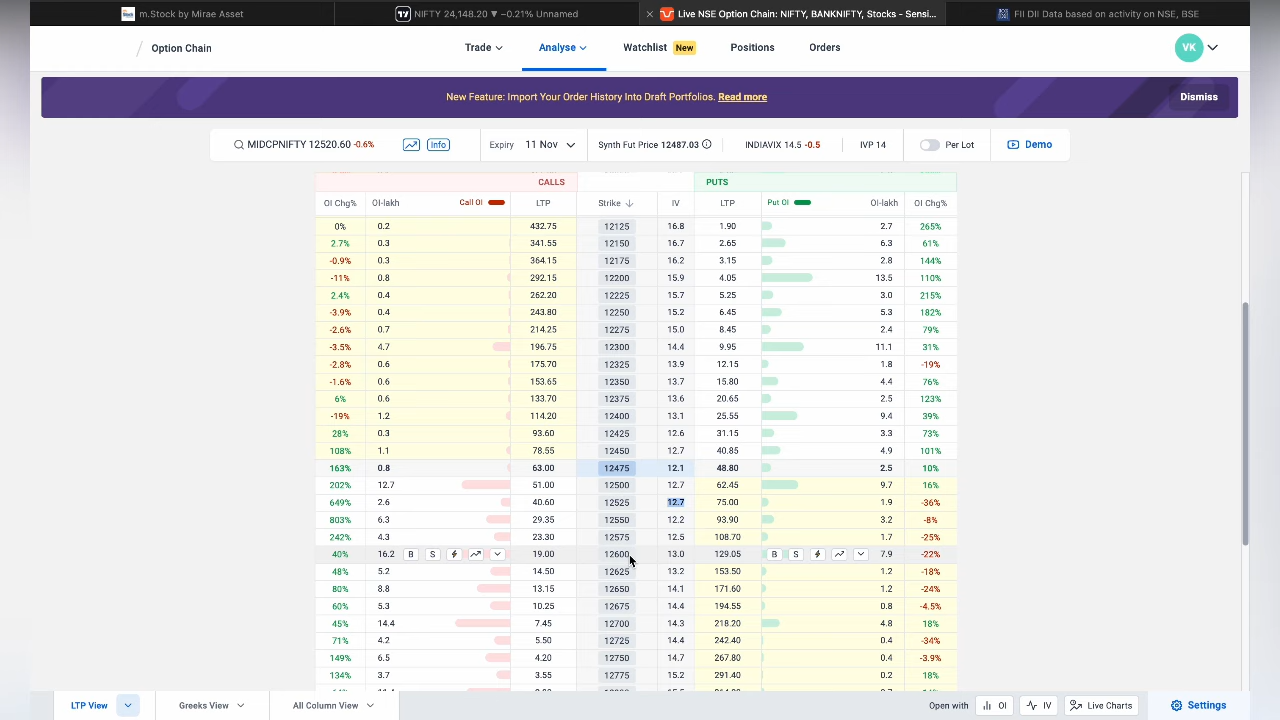 m.Stock by Mirae Asset NIFTY 24,148.20 ▼ −0.21% Unnamed Live NSE Option Chain: NIFTY, BANKNIFTY, Stocks - Sensi... FII DII Data based on activity on NSE, BSE
/ Option Chain Trade Analyse Watchlist New Positions Orders VK
New Feature: Import Your Order History Into Draft Portfolios. Read more Dismiss
MIDCPNIFTY 12520.60 -0.6% Info Expiry 11 Nov Synth Fut Price 12487.03 INDIAVIX 14.5 -0.5 IVP 14 Per Lot Demo
CALLS PUTS
OI Chg% OI-lakh Call OI LTP Strike ↓ IV LTP Put OI OI-lakh OI Chg%
0% 0.2 432.75 12125 16.8 1.90 2.7 265%
2.7% 0.3 341.55 12150 16.7 2.65 6.3 61%
-0.9% 0.3 364.15 12175 16.2 3.15 2.8 144%
-11% 0.8 292.15 12200 15.9 4.05 13.5 110%
2.4% 0.4 262.20 12225 15.7 5.25 3.0 215%
-3.9% 0.4 243.80 12250 15.2 6.45 5.3 182%
-2.6% 0.7 214.25 12275 15.0 8.45 2.4 79%
-3.5% 4.7 196.75 12300 14.4 9.95 11.1 31%
-2.8% 0.6 175.70 12325 13.9 12.15 1.8 -19%
-1.6% 0.6 153.65 12350 13.7 15.80 4.4 76%
6% 0.6 133.70 12375 13.6 20.65 2.5 123%
-19% 1.2 114.20 12400 13.1 25.55 9.4 39%
28% 0.3 93.60 12425 12.6 31.15 3.3 73%
108% 1.1 78.55 12450 12.7 40.85 4.9 101%
163% 0.8 63.00 12475 12.1 48.80 2.5 10%
202% 12.7 51.00 12500 12.7 62.45 9.7 16%
649% 2.6 40.60 12525 12.7 75.00 1.9 -36%
803% 6.3 29.35 12550 12.2 93.90 3.2 -8%
242% 4.3 23.30 12575 12.5 108.70 1.7 -25%
40% 16.2 B S 19.00 12600 13.0 129.05 B S 7.9 -22%
48% 5.2 14.50 12625 13.2 153.50 1.2 -18%
80% 8.8 13.15 12650 14.1 171.60 1.2 -24%
60% 5.3 10.25 12675 14.4 194.55 0.8 -4.5%
45% 14.4 7.45 12700 14.3 218.20 4.8 18%
71% 4.2 5.50 12725 14.4 242.40 0.4 -34%
149% 6.5 4.20 12750 14.7 267.80 0.4 -3.9%
134% 3.7 3.55 12775 15.2 291.40 0.2 18%
LTP View Greeks View All Column View Open with OI IV Live Charts Settings